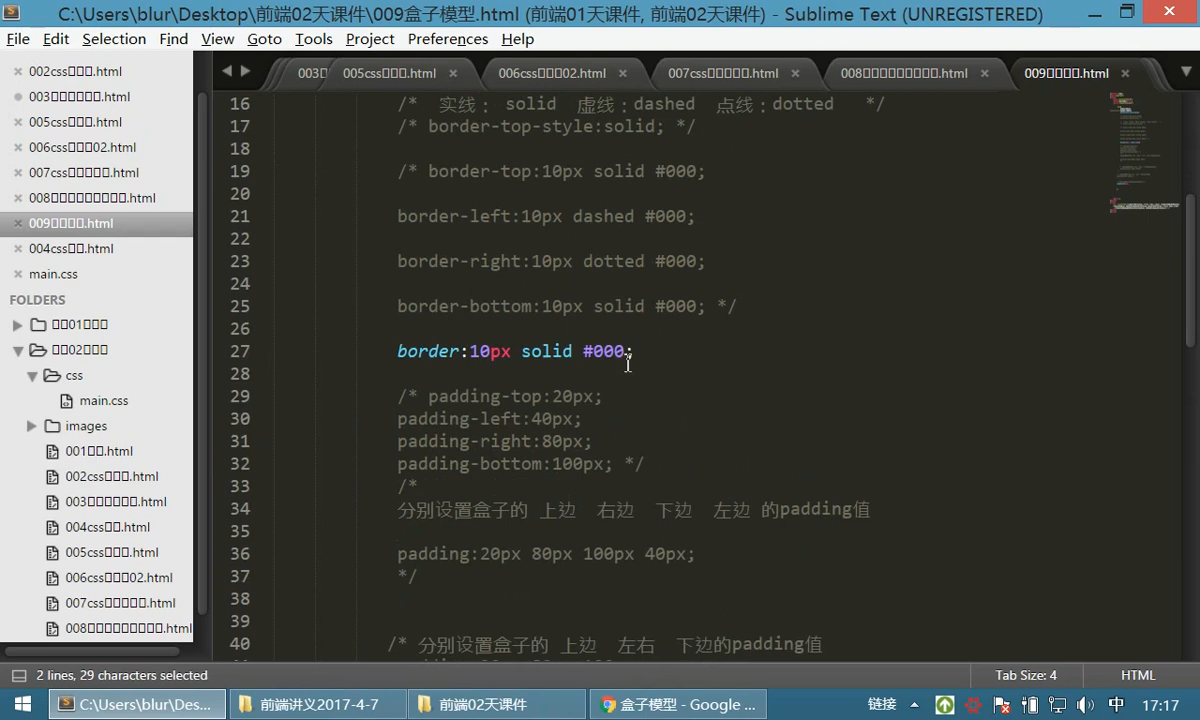 C:\Users\blur\Desktop\前端02天课件\009盒子模型.html (前端01天课件, 前端02天课件) - Sublime Text (UNREGISTERED)
File Edit Selection Find View Goto Tools Project Preferences Help
002css□□□.html
003□□□□□□.html
005css□□□.html
006css□□□02.html
007css□□□□□.html
008□□□□□□□□□.html
009□□□□.html
004css□□.html
main.css
FOLDERS
□□01□□□
□□02□□□
css
main.css
images
001□□.html
002css□□□.html
003□□□□□□.html
004css□□.html
005css□□□.html
006css□□□02.html
007css□□□□□.html
008□□□□□□□□□.html
003□ 005css□□□.html 006css□□□02.html 007css□□□□□.html 008□□□□□□□□□.html 009□□□□.html
16 /* 实线： solid 虚线：dashed 点线：dotted */
17 /* border-top-style:solid; */
18
19 /* border-top:10px solid #000;
20
21 border-left:10px dashed #000;
22
23 border-right:10px dotted #000;
24
25 border-bottom:10px solid #000; */
26
27 border:10px solid #000;
28
29 /* padding-top:20px;
30 padding-left:40px;
31 padding-right:80px;
32 padding-bottom:100px; */
33 /*
34 分别设置盒子的 上边 右边 下边 左边 的padding值
35
36 padding:20px 80px 100px 40px;
37 */
38
39
40 /* 分别设置盒子的 上边 左右 下边的padding值
2 lines, 29 characters selected Tab Size: 4 HTML
C:\Users\blur\Des... 前端讲义2017-4-7 前端02天课件 盒子模型 - Google ... 链接 中 17:17